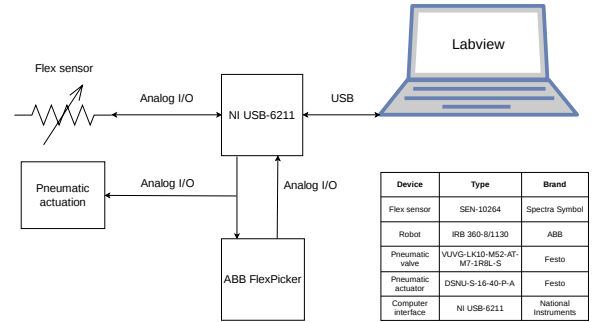 Labview
Flex sensor
Analog I/O
NI USB-6211
USB
Pneumatic
actuation
Analog I/O
Analog I/O
ABB FlexPicker
Device Type Brand
Flex sensor SEN-10264 Spectra Symbol
Robot IRB 360-8/1130 ABB
Pneumatic
valve
VUVG-LK10-M52-AT-
M7-1R8L-S
Festo
Pneumatic
actuator
DSNU-S-16-40-P-A
Festo
Computer
interface
NI USB-6211
National
Instruments